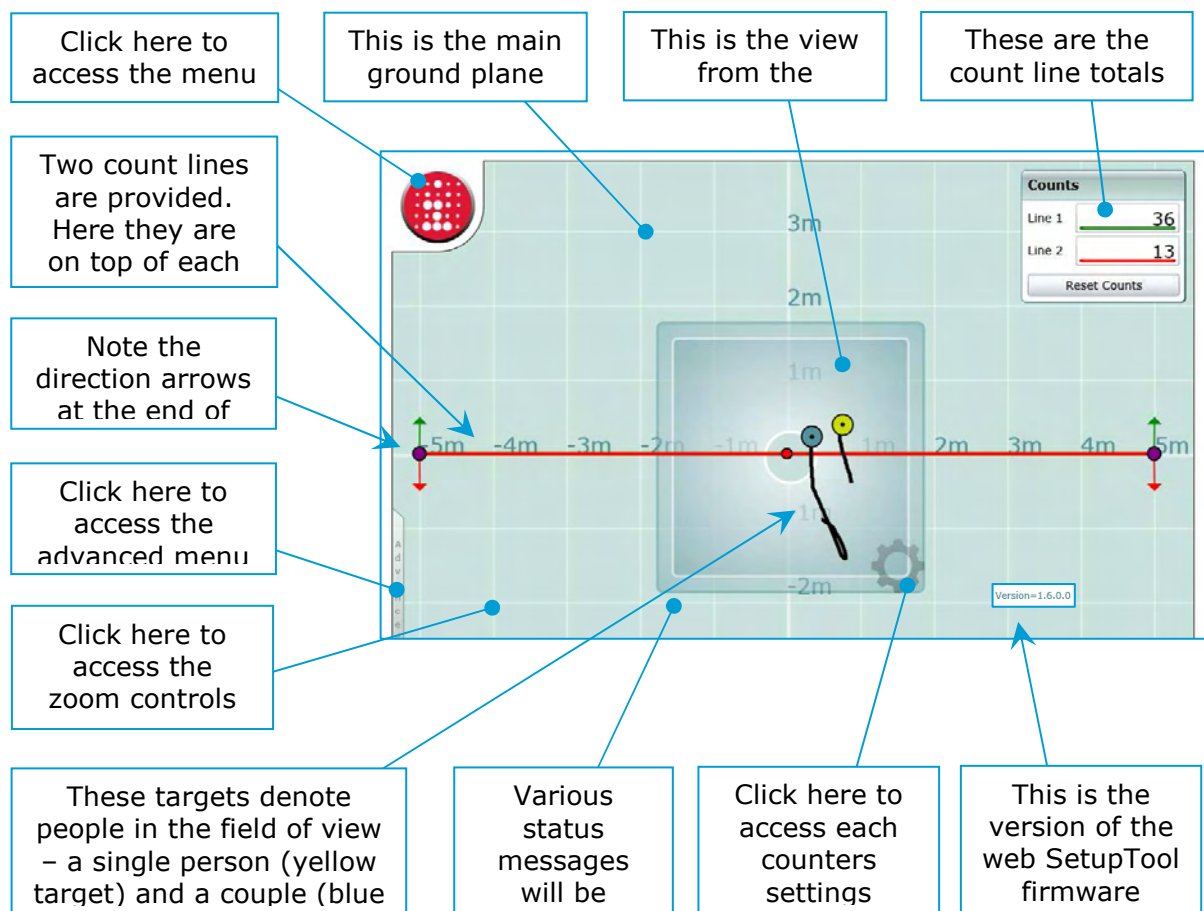 Click here to
access the menu
This is the main
ground plane
This is the view
from the
These are the
count line totals
Two count lines
are provided.
Here they are
on top of each
Note the
direction arrows
at the end of
Click here to
access the
advanced menu
Click here to
access the
zoom controls
Counts
Line 1 36
Line 2 13
Reset Counts
3m
2m
1m
-5m -4m -3m -2m -1m 1m 2m 3m 4m 5m
-1m
-2m
Version=1.6.0.0
These targets denote
people in the field of view
– a single person (yellow
target) and a couple (blue
Various
status
messages
will be
Click here to
access each
counters
settings
This is the
version of the
web SetupTool
firmware